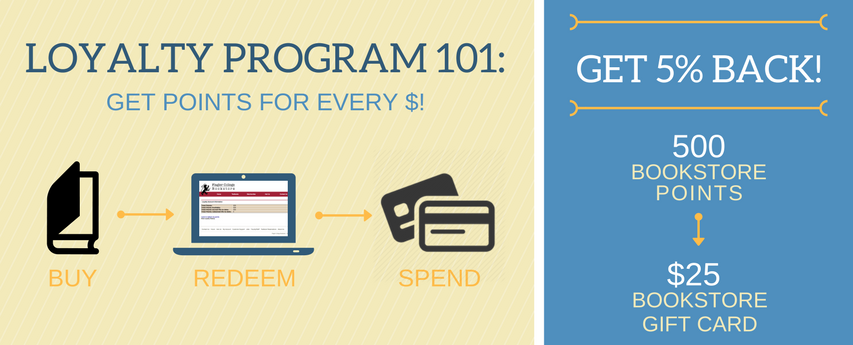 LOYALTY PROGRAM 101:
GET POINTS FOR EVERY $!
BUY
REDEEM
SPEND
GET 5% BACK!
500
BOOKSTORE
POINTS
$25
BOOKSTORE
GIFT CARD